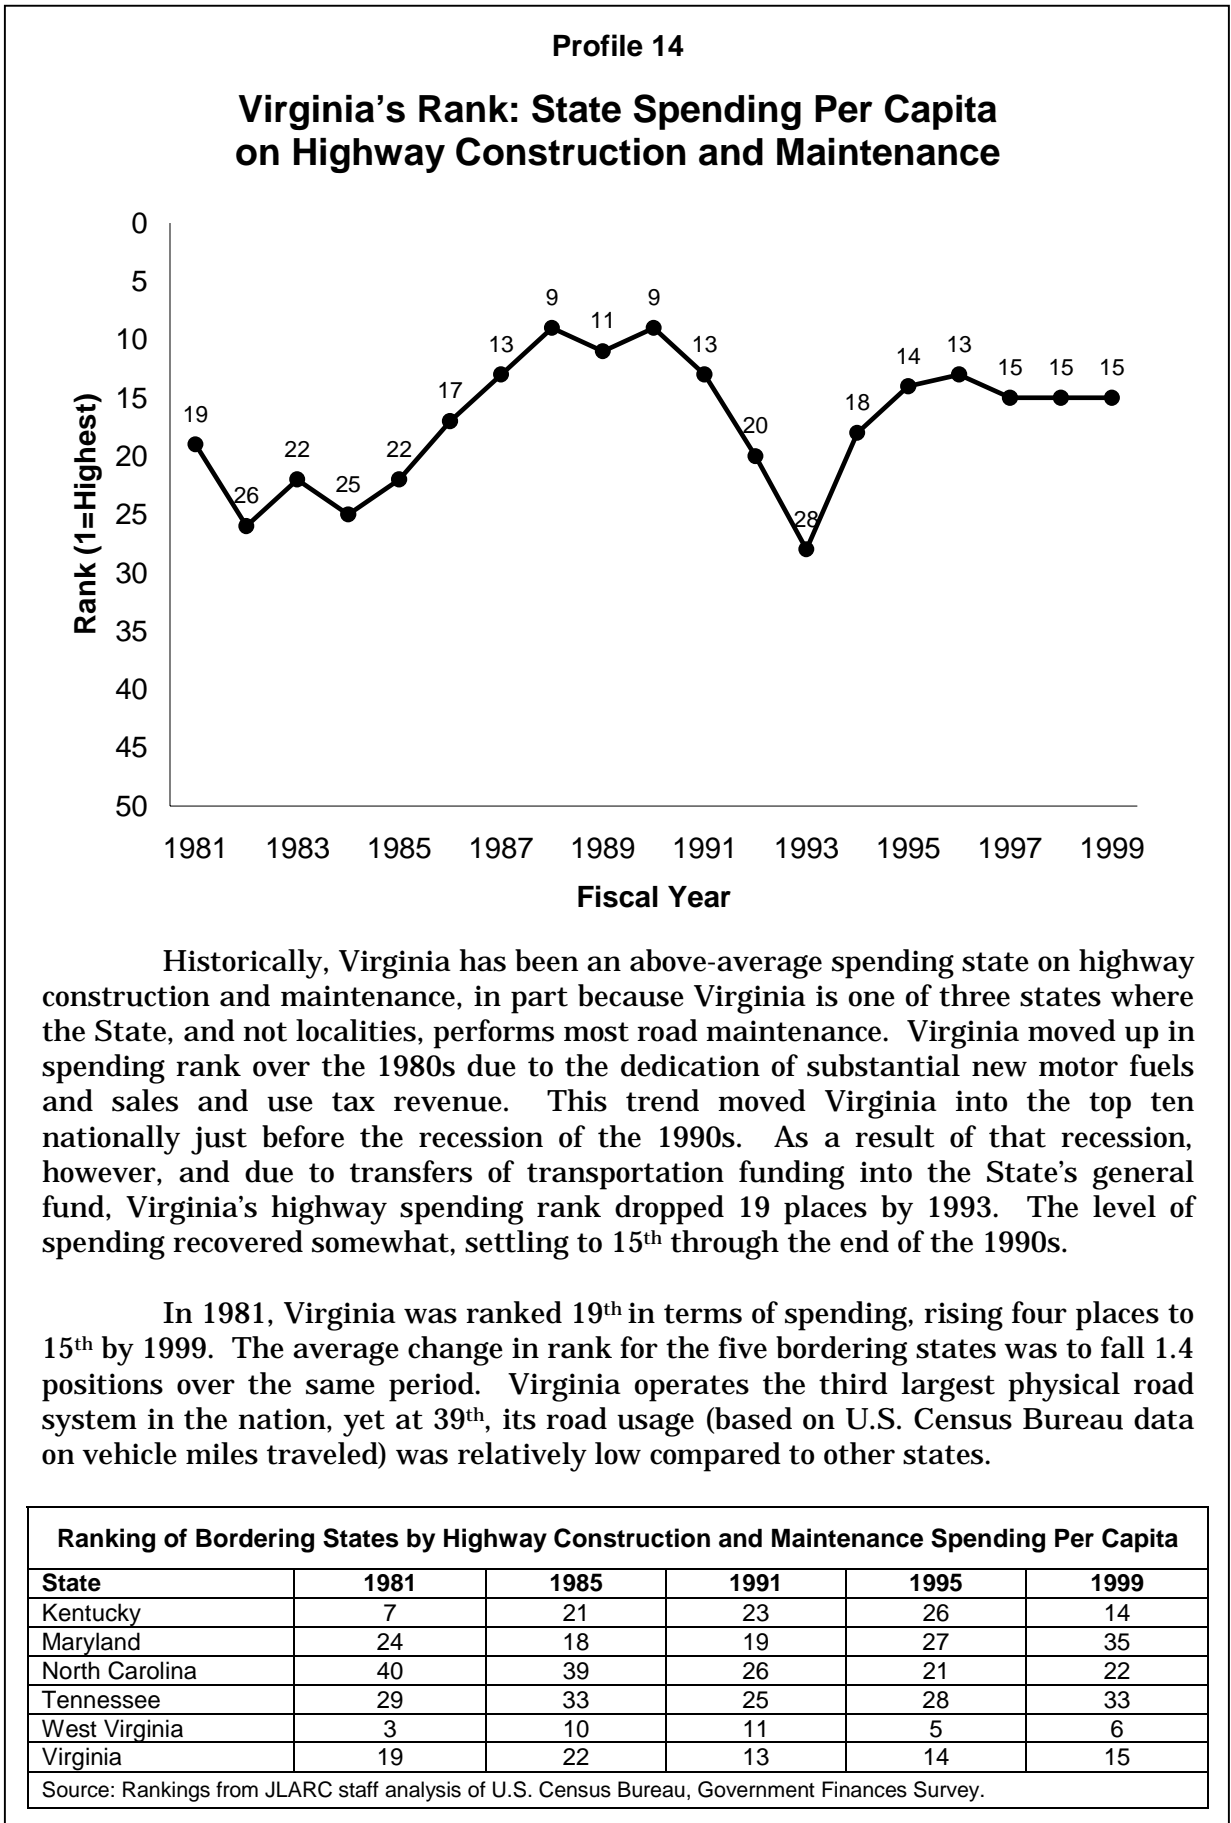 Profile 14
Virginia’s Rank: State Spending Per Capita
on Highway Construction and Maintenance
0
5
10
15
20
25
30
35
40
45
50
Rank (1=Highest)
19
26
22
25
22
17
13
9
11
9
13
20
28
18
14
13
15
15
15
1981 1983 1985 1987 1989 1991 1993 1995 1997 1999
Fiscal Year
Historically, Virginia has been an above-average spending state on highway
construction and maintenance, in part because Virginia is one of three states where
the State, and not localities, performs most road maintenance. Virginia moved up in
spending rank over the 1980s due to the dedication of substantial new motor fuels
and sales and use tax revenue. This trend moved Virginia into the top ten
nationally just before the recession of the 1990s. As a result of that recession,
however, and due to transfers of transportation funding into the State’s general
fund, Virginia’s highway spending rank dropped 19 places by 1993. The level of
spending recovered somewhat, settling to 15th through the end of the 1990s.
In 1981, Virginia was ranked 19th in terms of spending, rising four places to
15th by 1999. The average change in rank for the five bordering states was to fall 1.4
positions over the same period. Virginia operates the third largest physical road
system in the nation, yet at 39th, its road usage (based on U.S. Census Bureau data
on vehicle miles traveled) was relatively low compared to other states.
Ranking of Bordering States by Highway Construction and Maintenance Spending Per Capita
State 1981 1985 1991 1995 1999
Kentucky 7 21 23 26 14
Maryland 24 18 19 27 35
North Carolina 40 39 26 21 22
Tennessee 29 33 25 28 33
West Virginia 3 10 11 5 6
Virginia 19 22 13 14 15
Source: Rankings from JLARC staff analysis of U.S. Census Bureau, Government Finances Survey.